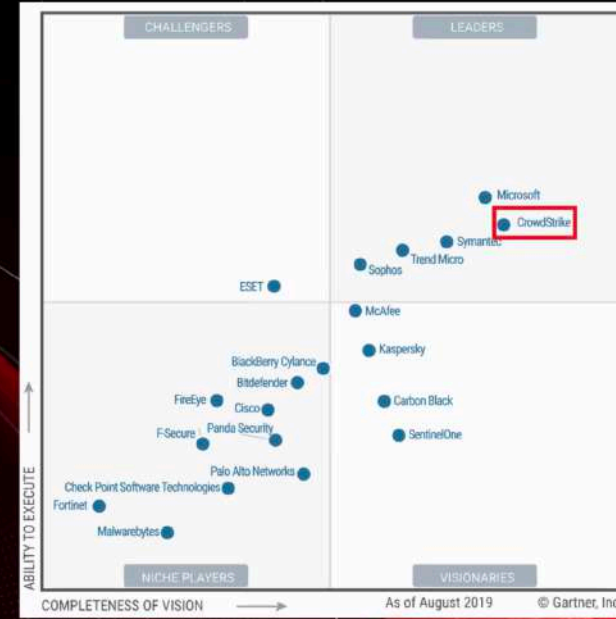 CHALLENGERS
LEADERS
Microsoft
CrowdStrike
Symantec
Trend Micro
Sophos
ESET
McAfee
Kaspersky
BlackBerry Cylance
Bitdefender
FireEye
Carbon Black
Cisco
Panda Security
F-Secure
SentinelOne
Palo Alto Networks
Check Point Software Technologies
Fortinet
Malwarebytes
ABILITY TO EXECUTE
NICHE PLAYERS
VISIONARIES
COMPLETENESS OF VISION
As of August 2019
© Gartner, Inc